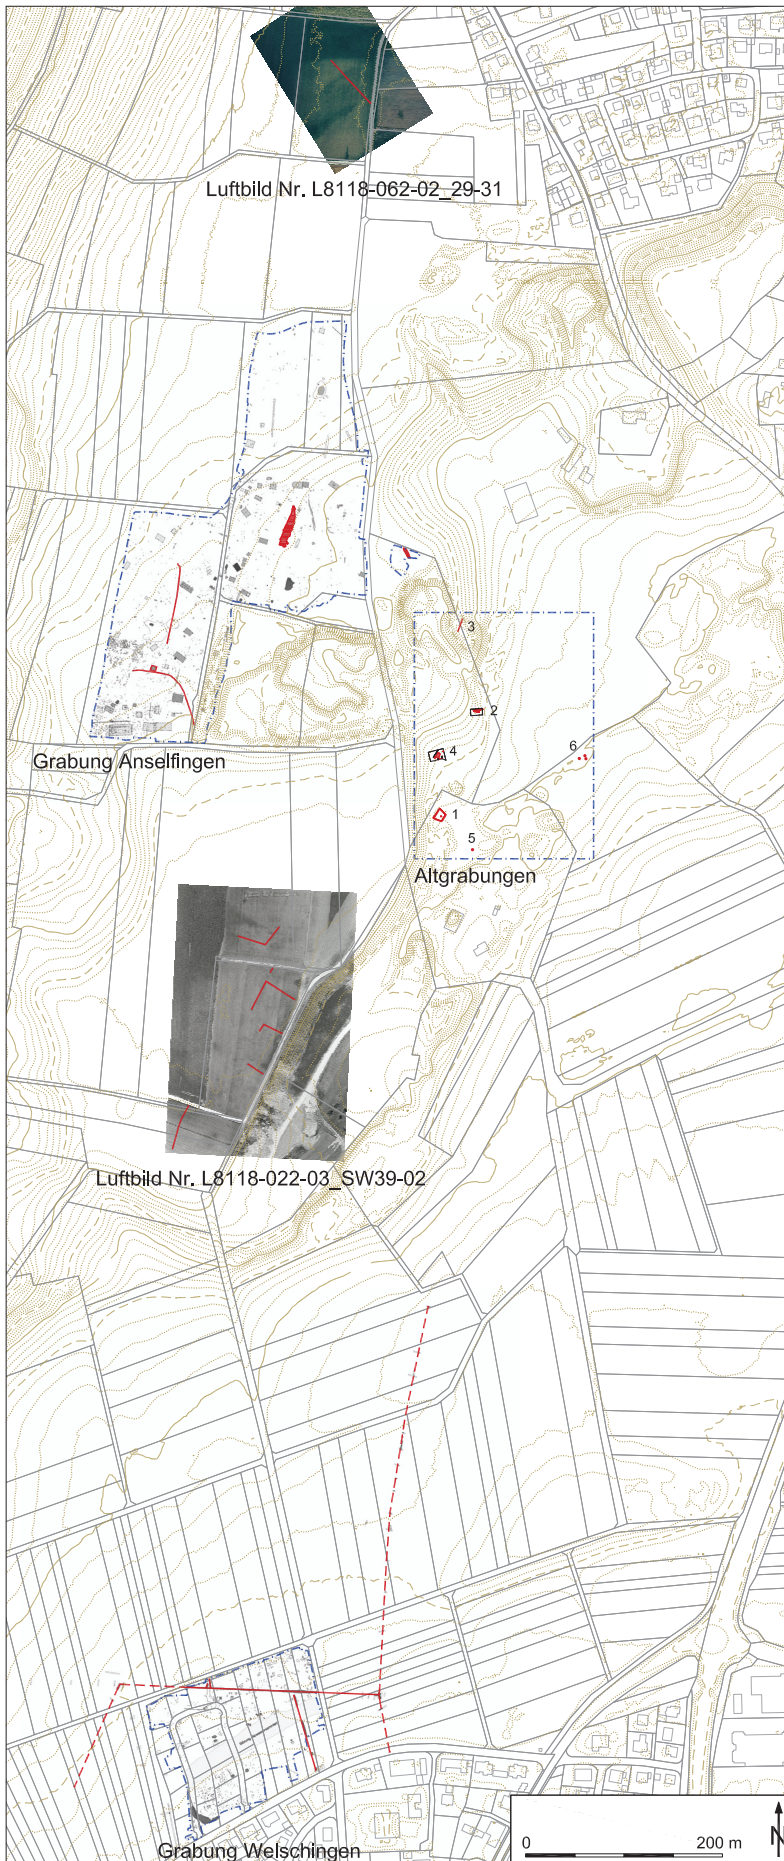 Luftbild Nr. L8118-062-02_29-31
3
2
Grabung Anselfingen
4
6
1
5
Altgrabungen
Luftbild Nr. L8118-022-03_SW39-02
Grabung Welschingen
0 200 m
N